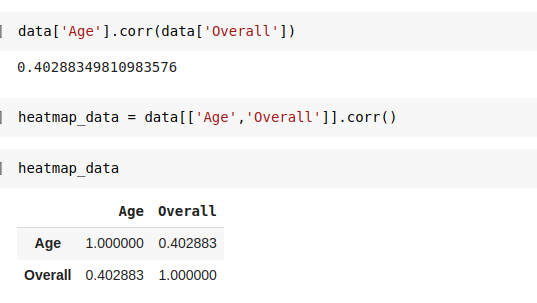 data['Age'].corr(data['Overall'])
0.40288349810983576
heatmap_data = data[['Age','Overall']].corr()
heatmap_data
Age Overall
Age 1.000000 0.402883
Overall 0.402883 1.000000